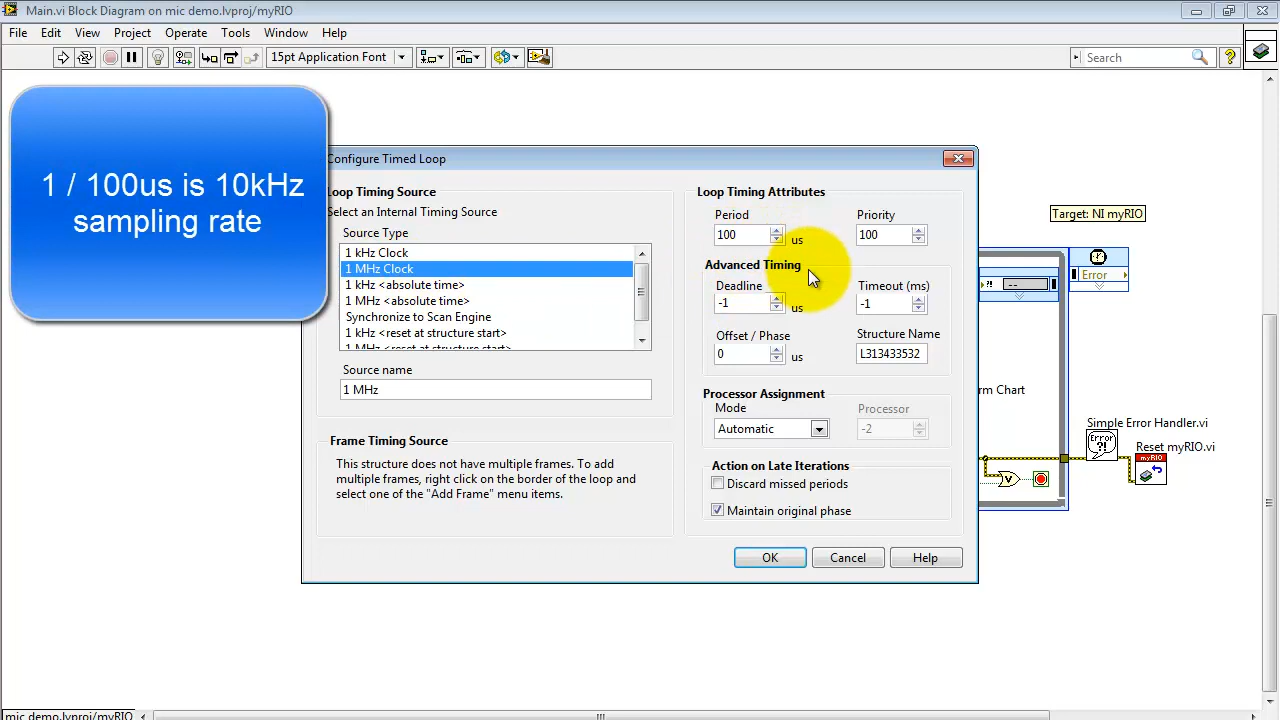 Main.vi Block Diagram on mic demo.lvproj/myRIO
File Edit View Project Operate Tools Window Help
15pt Application Font
Search
1 / 100us is 10kHz
sampling rate
Configure Timed Loop
Loop Timing Source
Select an Internal Timing Source
Source Type
1 kHz Clock
1 MHz Clock
1 kHz <absolute time>
1 MHz <absolute time>
Synchronize to Scan Engine
1 kHz <reset at structure start>
1 MHz <reset at structure start>
Source name
1 MHz
Frame Timing Source
This structure does not have multiple frames. To add
multiple frames, right click on the border of the loop and
select one of the "Add Frame" menu items.
Loop Timing Attributes
Period Priority
100 us 100
Advanced Timing
Deadline Timeout (ms)
-1 us -1
Offset / Phase Structure Name
0 us L313433532
Processor Assignment
Mode Processor
Automatic -2
Action on Late Iterations
Discard missed periods
Maintain original phase
OK Cancel Help
Target: NI myRIO
Error
?! --
rm Chart
Simple Error Handler.vi
Error
?!
Reset myRIO.vi
myRIO
V
mic demo.lvproj/myRIO